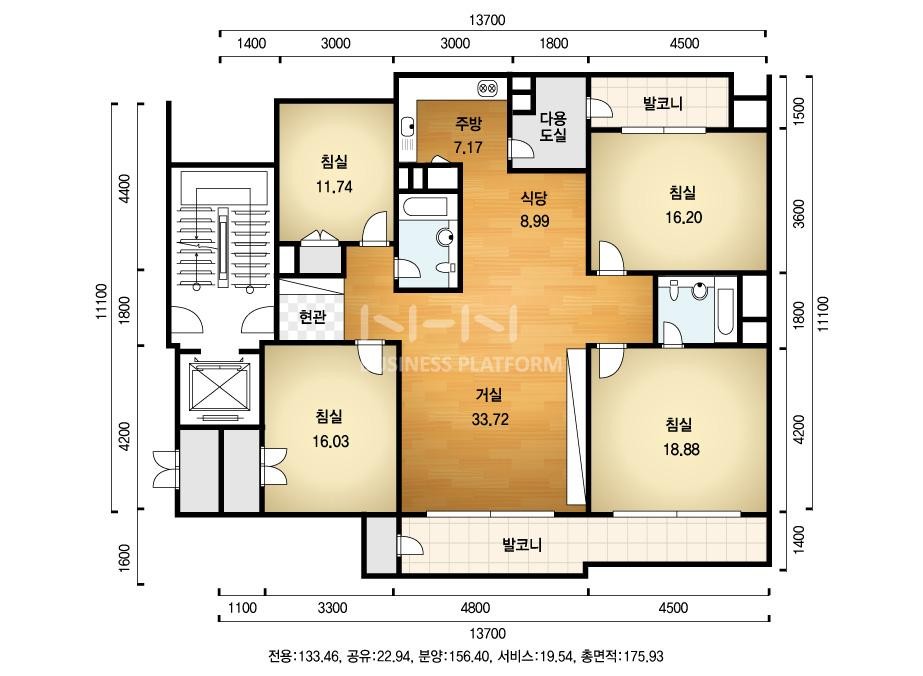 13700
1400 3000 3000 1800 4500
발코니
1500
주방
7.17
다용
도실
침실
11.74
4400
식당
8.99
침실
16.20
3600
11100
1800
현관
NHN
BUSINESS PLATFORM
1800
11100
거실
33.72
침실
16.03
4200
침실
18.88
4200
발코니
1600
1400
1100 3300 4800 4500
13700
전용:133.46, 공유:22.94, 분양:156.40, 서비스:19.54, 총면적:175.93